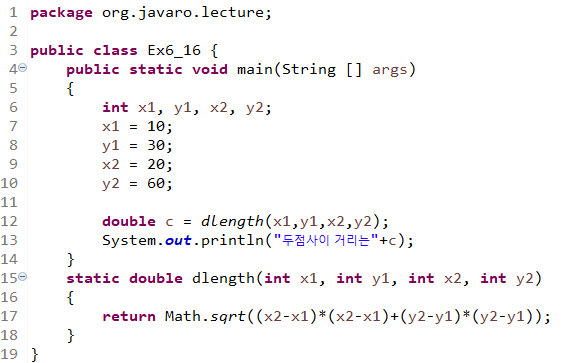 1 package org.javaro.lecture;
2
3 public class Ex6_16 {
4     public static void main(String [] args)
5     {
6         int x1, y1, x2, y2;
7         x1 = 10;
8         y1 = 30;
9         x2 = 20;
10         y2 = 60;
11
12         double c = dlength(x1,y1,x2,y2);
13         System.out.println("두점사이 거리는"+c);
14     }
15     static double dlength(int x1, int y1, int x2, int y2)
16     {
17         return Math.sqrt((x2-x1)*(x2-x1)+(y2-y1)*(y2-y1));
18     }
19 }